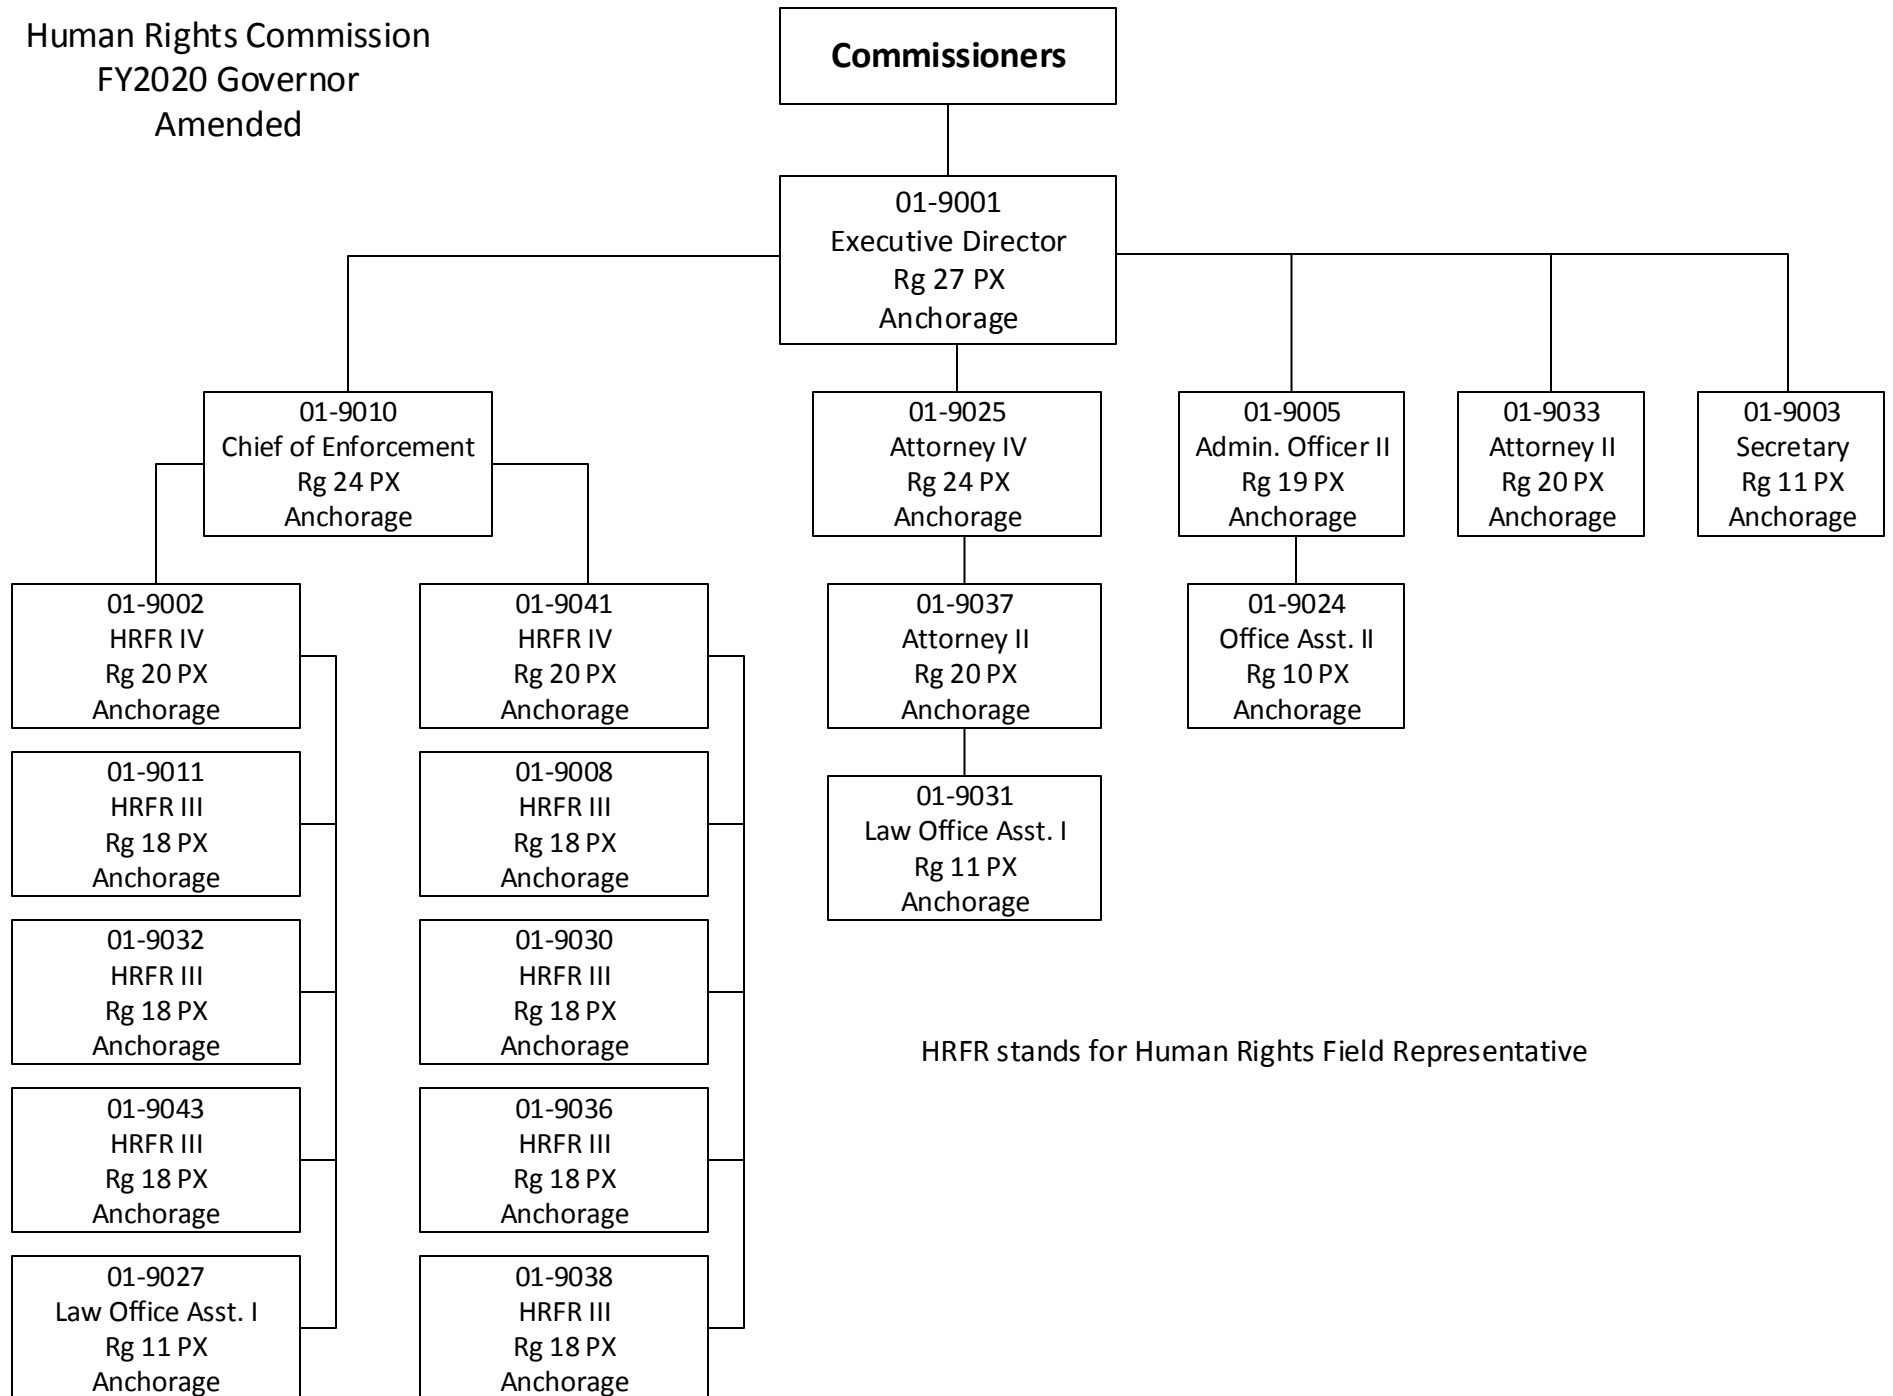 Human Rights Commission
FY2020 Governor
Amended
Commissioners
01-9001
Executive Director
Rg 27 PX
Anchorage
01-9010
Chief of Enforcement
Rg 24 PX
Anchorage
01-9025
Attorney IV
Rg 24 PX
Anchorage
01-9005
Admin. Officer II
Rg 19 PX
Anchorage
01-9033
Attorney II
Rg 20 PX
Anchorage
01-9003
Secretary
Rg 11 PX
Anchorage
01-9002
HRFR IV
Rg 20 PX
Anchorage
01-9041
HRFR IV
Rg 20 PX
Anchorage
01-9037
Attorney II
Rg 20 PX
Anchorage
01-9024
Office Asst. II
Rg 10 PX
Anchorage
01-9011
HRFR III
Rg 18 PX
Anchorage
01-9008
HRFR III
Rg 18 PX
Anchorage
01-9031
Law Office Asst. I
Rg 11 PX
Anchorage
01-9032
HRFR III
Rg 18 PX
Anchorage
01-9030
HRFR III
Rg 18 PX
Anchorage
HRFR stands for Human Rights Field Representative
01-9043
HRFR III
Rg 18 PX
Anchorage
01-9036
HRFR III
Rg 18 PX
Anchorage
01-9027
Law Office Asst. I
Rg 11 PX
Anchorage
01-9038
HRFR III
Rg 18 PX
Anchorage